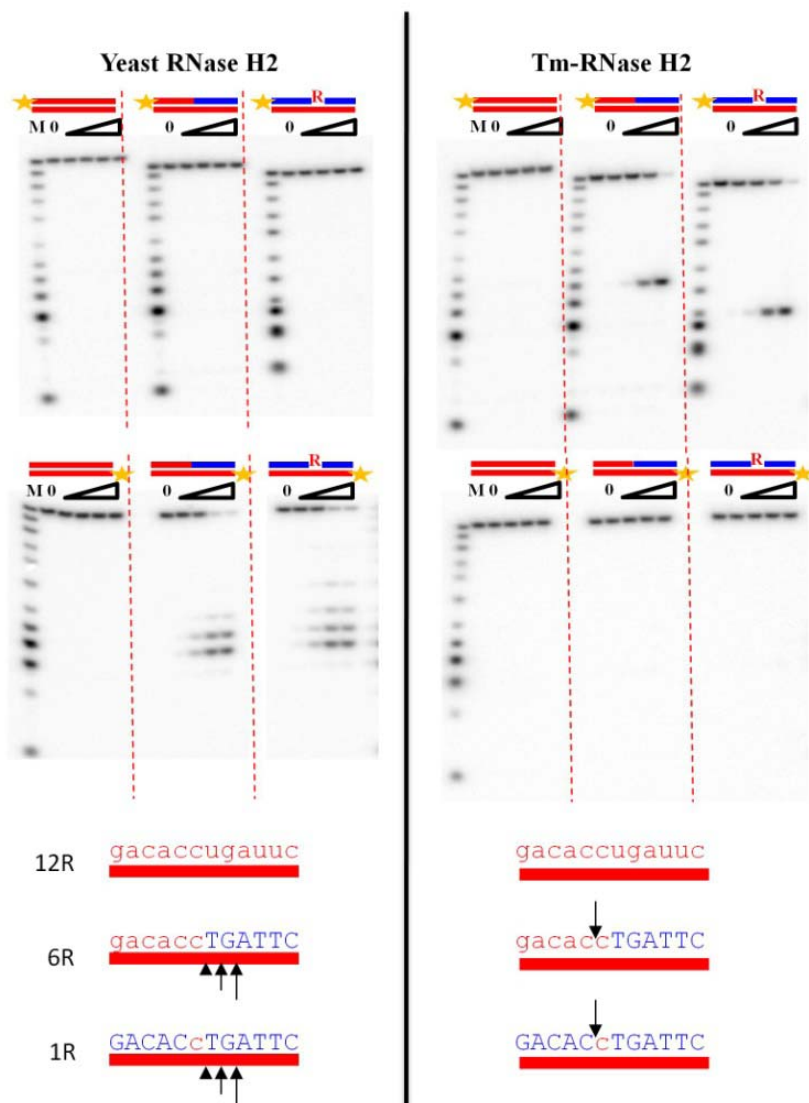 Yeast RNase H2
R
M 0 0 0
M 0 0 0
R
12R gacaccugauuc
6R gacaccTGATTC
1R GACACcTGATTC
Tm-RNase H2
R
M 0 0 0
R
M 0 0 0
gacaccugauuc
gacaccTGATTC
GACACcTGATTC